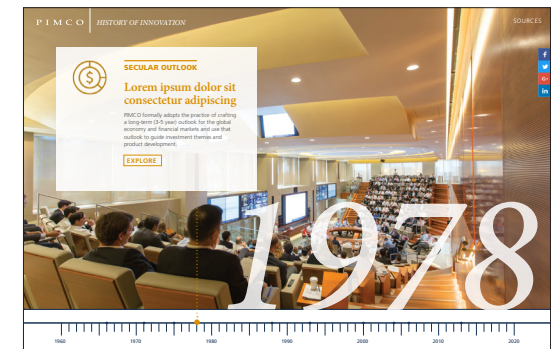 PIMCO HISTORY OF INNOVATION
SOURCES
SECULAR OUTLOOK
Lorem ipsum dolor sit
consectetur adipiscing
PIMCO formally adopts the practice of crafting
a long-term (3-5 year) outlook for the global
economy and financial markets and use that
outlook to guide investment themes and
product development.
EXPLORE
1978
1960 1970 1980 1990 2000 2010 2020